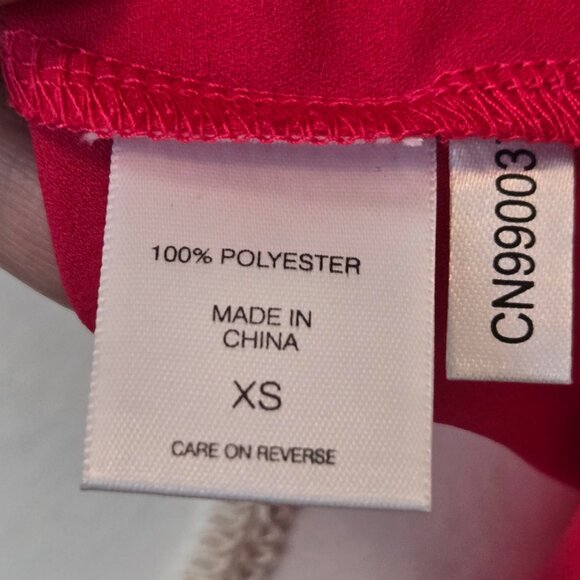 100% POLYESTER
MADE IN
CHINA
XS
CARE ON REVERSE
CN99003